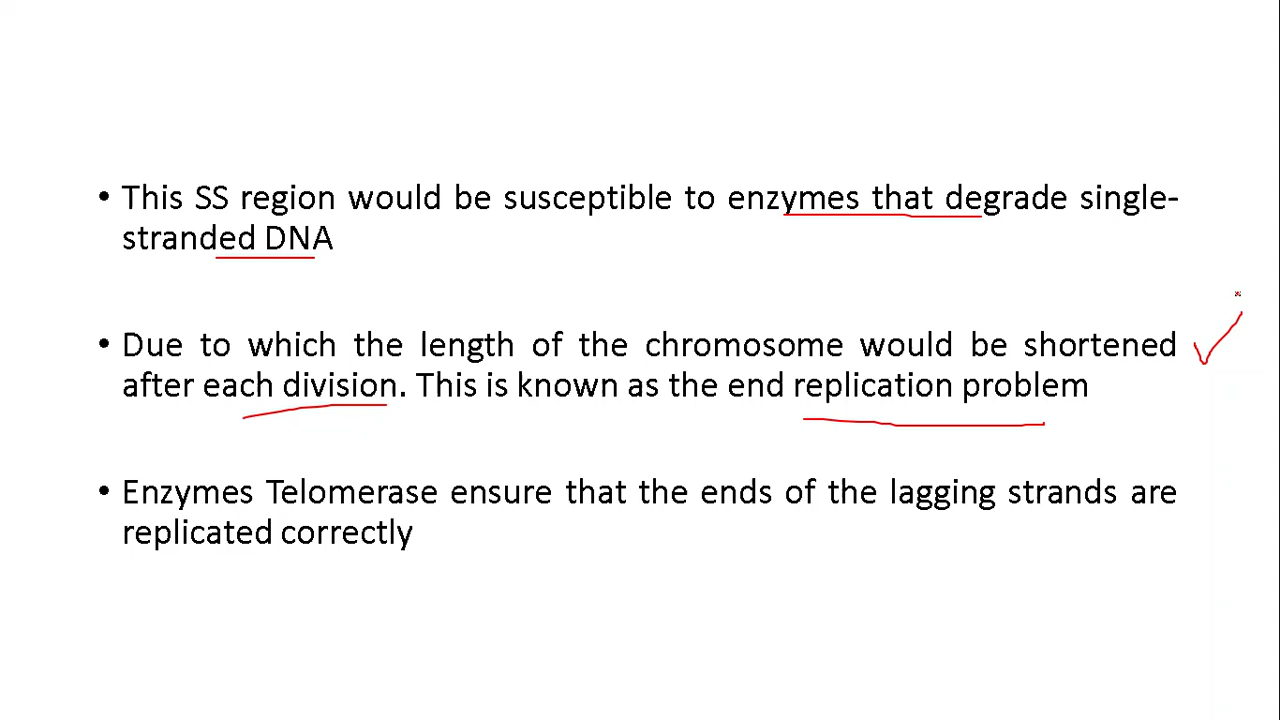 • This SS region would be susceptible to enzymes that degrade single-
stranded DNA
• Due to which the length of the chromosome would be shortened
after each division. This is known as the end replication problem
• Enzymes Telomerase ensure that the ends of the lagging strands are
replicated correctly